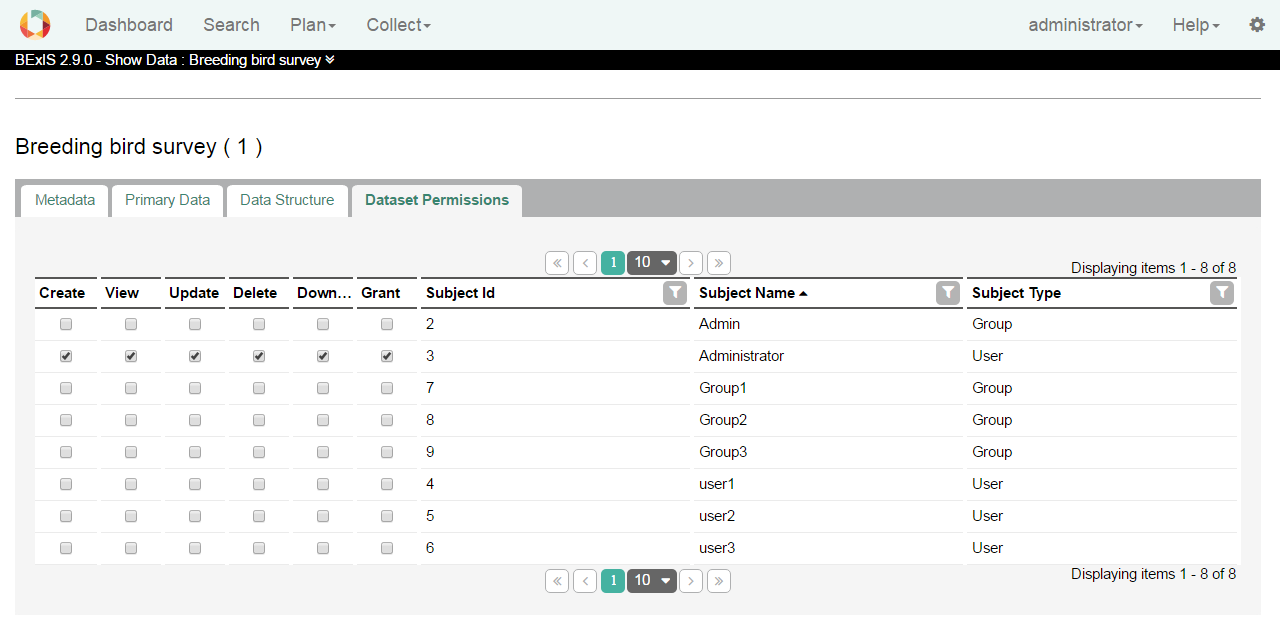 Dashboard Search Plan Collect administrator Help
BExIS 2.9.0 - Show Data : Breeding bird survey
Breeding bird survey ( 1 )
Metadata Primary Data Data Structure Dataset Permissions
1 10
Displaying items 1 - 8 of 8
Create View Update Delete Down... Grant Subject Id Subject Name Subject Type
2 Admin Group
3 Administrator User
7 Group1 Group
8 Group2 Group
9 Group3 Group
4 user1 User
5 user2 User
6 user3 User
1 10
Displaying items 1 - 8 of 8